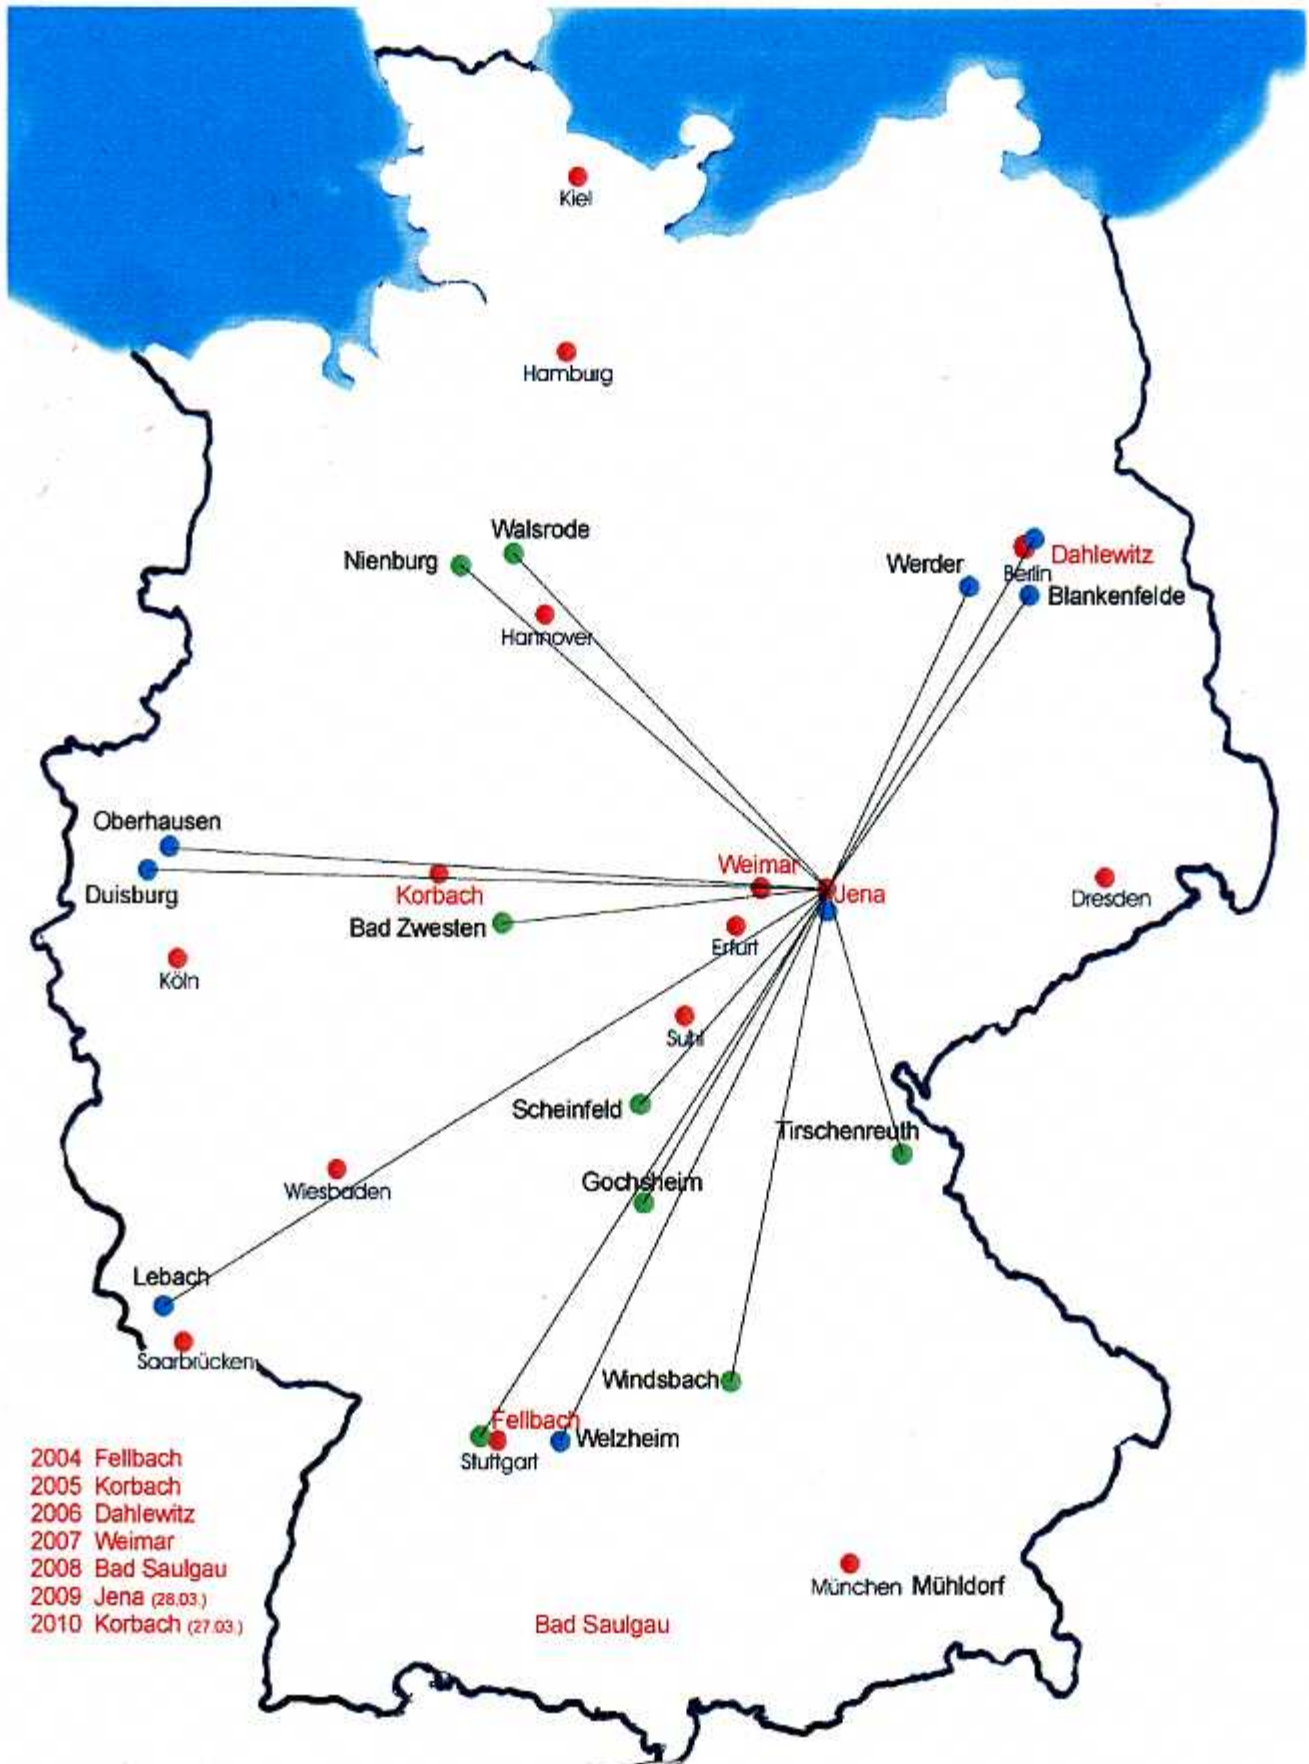 Kiel
Hamburg
Walsrode
Nienburg
Hannover
Werder
Berlin
Dahlewitz
Blankenfelde
Oberhausen
Duisburg
Korbach
Weimar
Jena
Dresden
Bad Zwesten
Erfurt
Köln
Suhl
Scheinfeld
Tirschenreuth
Wiesbaden
Gochsheim
Lebach
Saarbrücken
Windsbach
Fellbach
Welzheim
Stuttgart
2004 Fellbach
2005 Korbach
2006 Dahlewitz
2007 Weimar
2008 Bad Saulgau
2009 Jena (28.03.)
2010 Korbach (27.03.)
München Mühldorf
Bad Saulgau